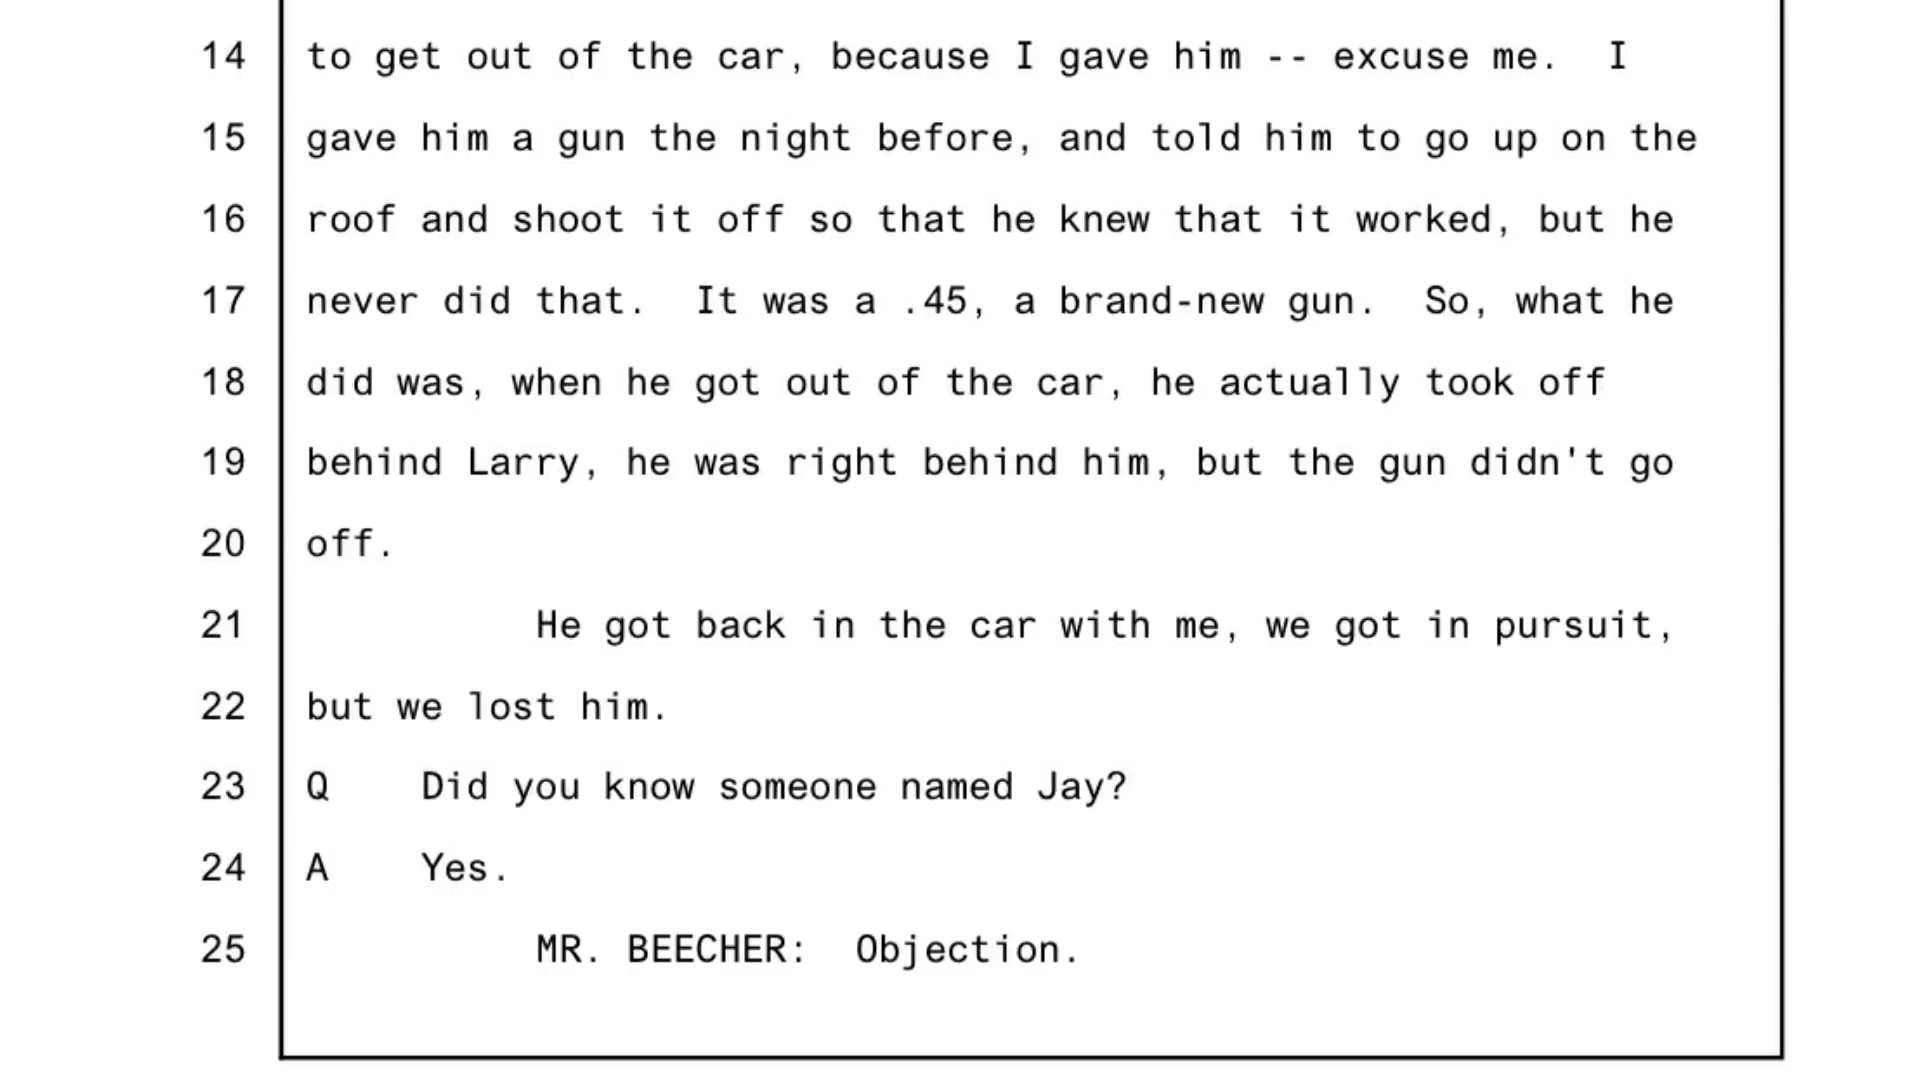 14 to get out of the car, because I gave him -- excuse me. I
15 gave him a gun the night before, and told him to go up on the
16 roof and shoot it off so that he knew that it worked, but he
17 never did that. It was a .45, a brand-new gun. So, what he
18 did was, when he got out of the car, he actually took off
19 behind Larry, he was right behind him, but the gun didn't go
20 off.
21 He got back in the car with me, we got in pursuit,
22 but we lost him.
23 Q Did you know someone named Jay?
24 A Yes.
25 MR. BEECHER: Objection.